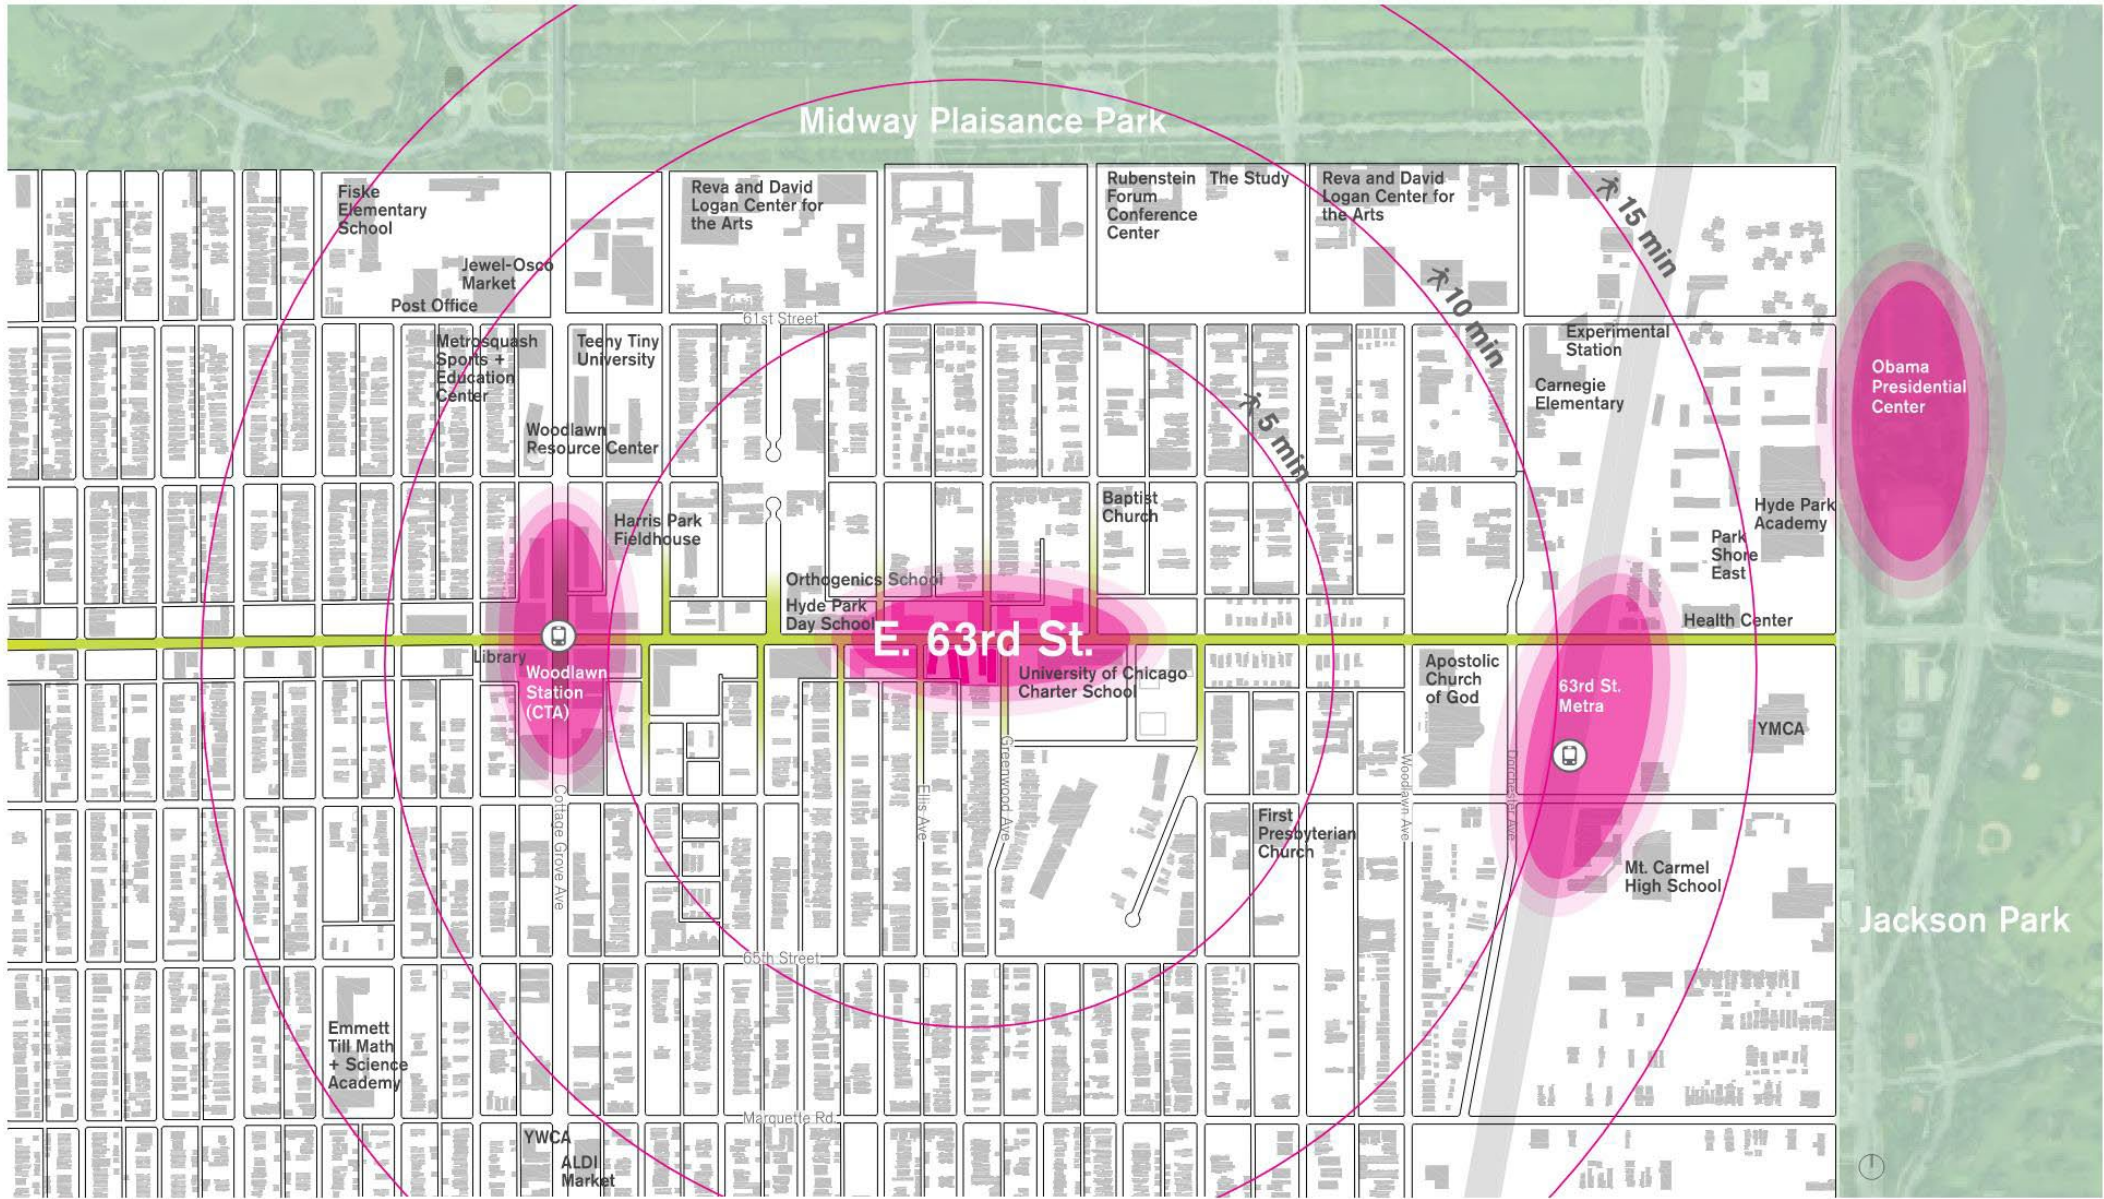 Midway Plaisance Park
Fiske
Elementary
School
Reva and David
Logan Center for
the Arts
Rubenstein
Forum
Conference
Center
The Study
Reva and David
Logan Center for
the Arts
15 min
Jewel-Osco
Market
Post Office
10 min
61st Street
Metrosquash
Sports +
Education
Center
Teeny Tiny
University
Experimental
Station
Carnegie
Elementary
Obama
Presidential
Center
5 min
Woodlawn
Resource Center
Harris Park
Fieldhouse
Baptist
Church
Hyde Park
Academy
Park
Shore
East
Orthogenics School
Hyde Park
Day School
E. 63rd St.
Health Center
Library
Woodlawn
Station
(CTA)
University of Chicago
Charter School
Apostolic
Church
of God
63rd St.
Metra
YMCA
Cottage Grove Ave
Ellis Ave
Greenwood Ave
Woodlawn Ave
Dorchester Ave
First
Presbyterian
Church
Mt. Carmel
High School
Jackson Park
65th Street
Emmett
Till Math
+ Science
Academy
Marquette Rd.
YWCA
ALDI
Market